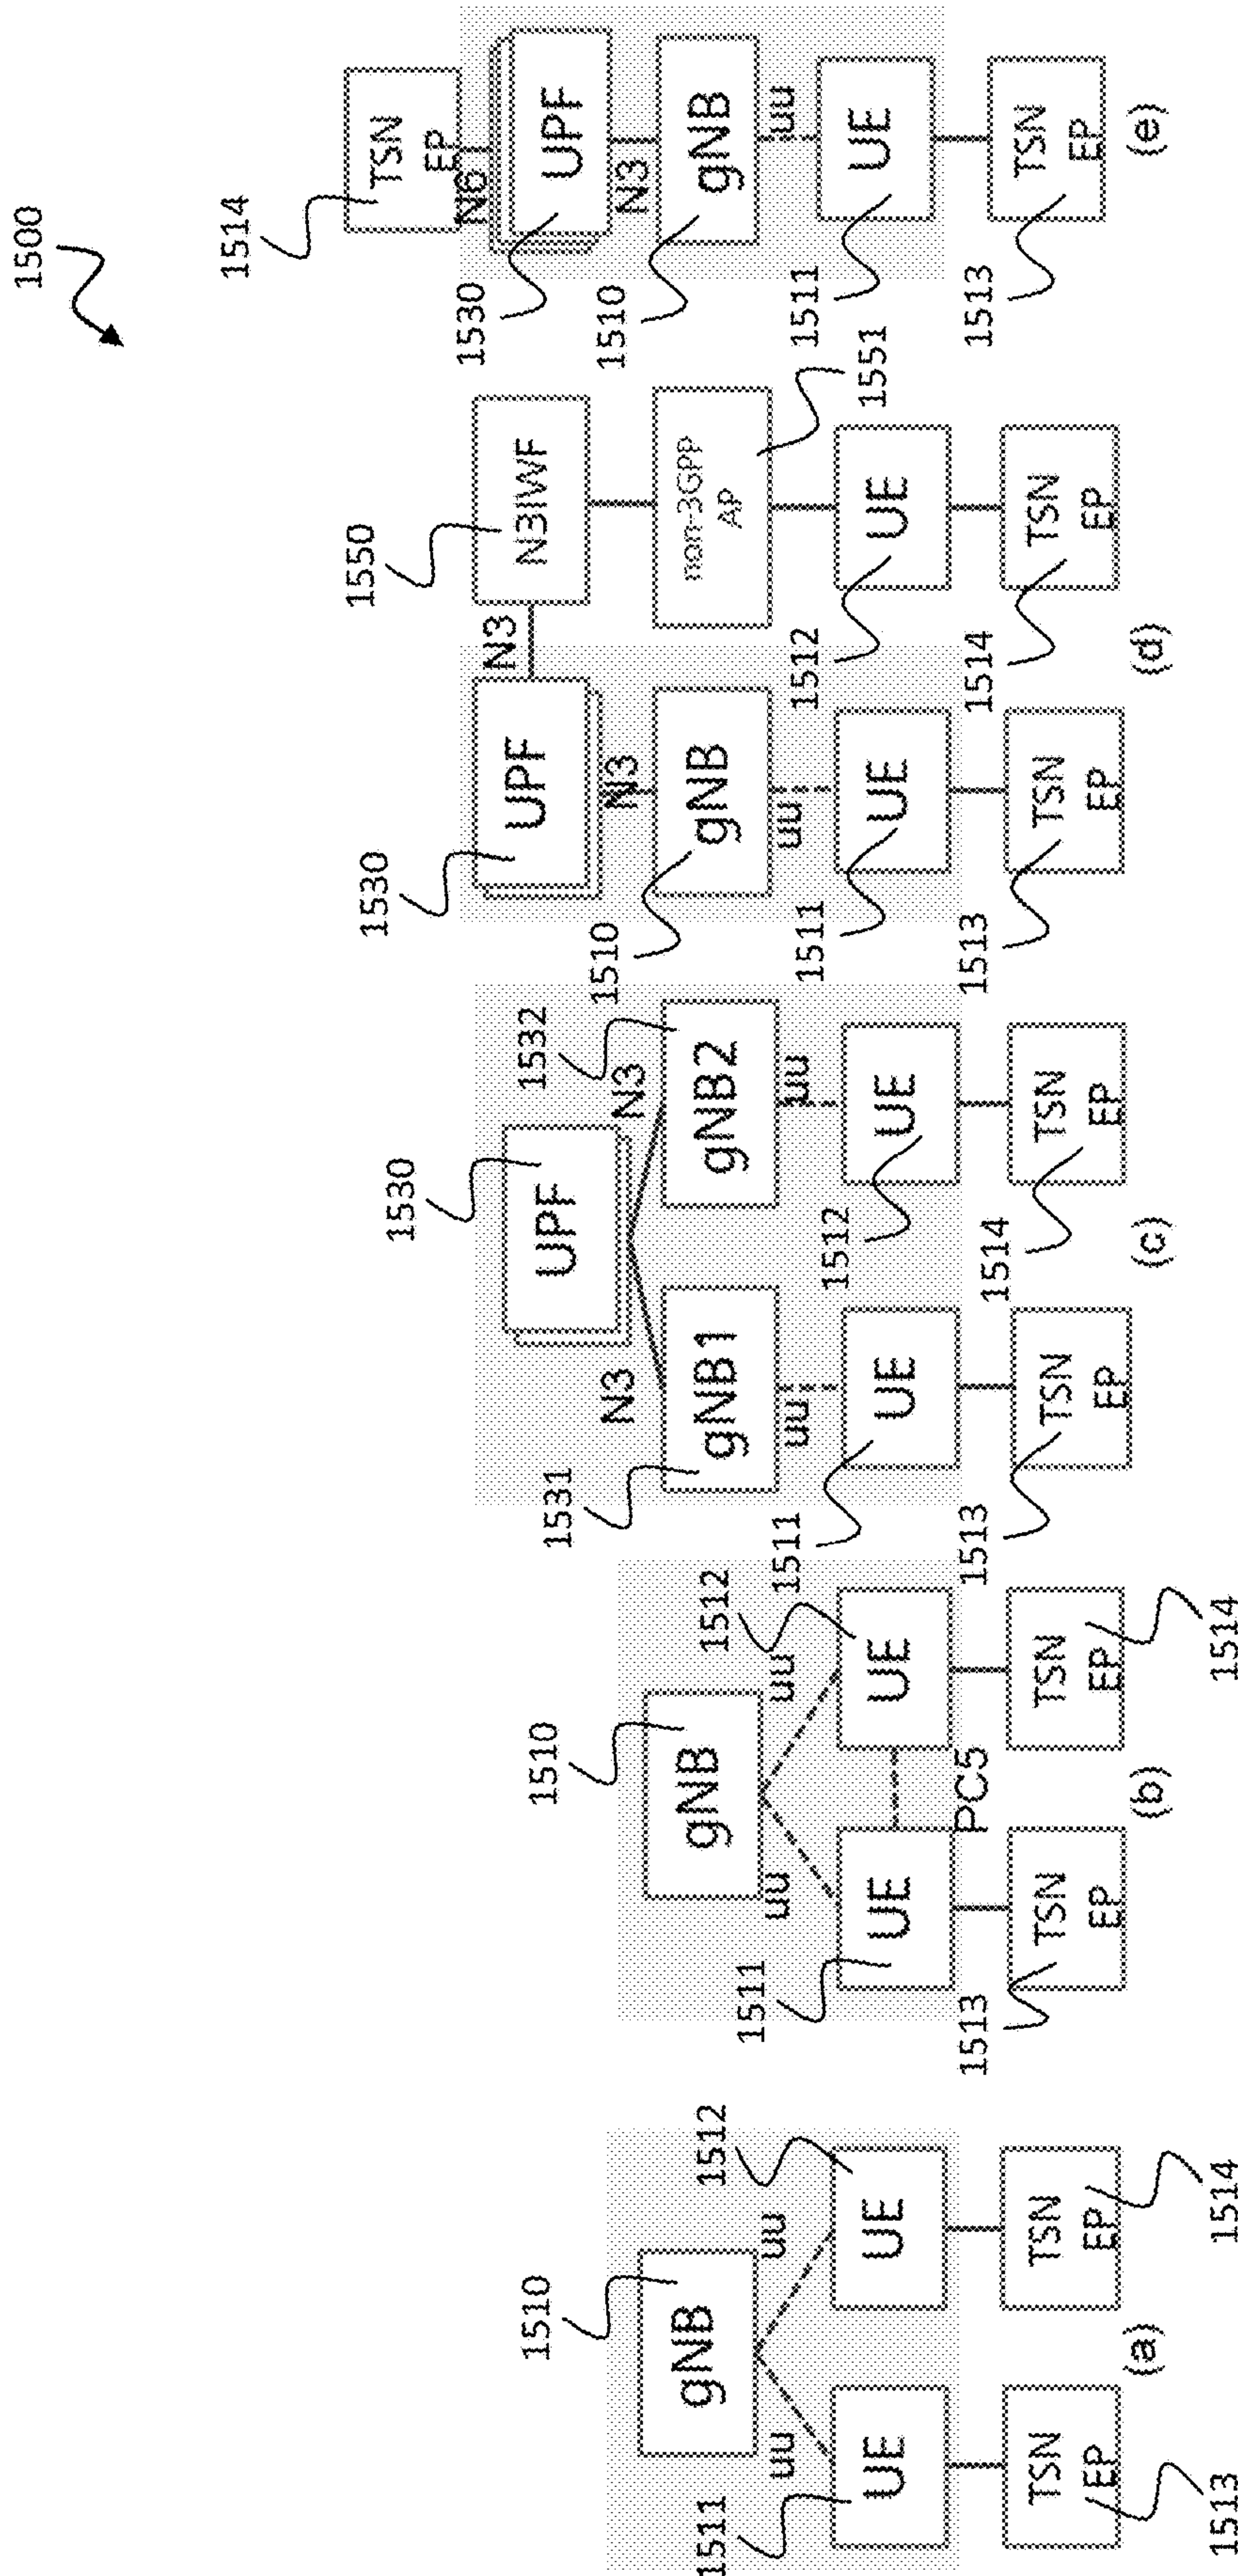 1500
(a)
1510
gNB
uu
uu
1511
UE
1512
UE
TSN
EP
1513
TSN
EP
1514
(b)
1510
gNB
uu
uu
1511
UE
1512
UE
PC5
TSN
EP
1513
TSN
EP
1514
(c)
1530
UPF
N3
N3
1531
gNB1
1532
gNB2
uu
uu
1511
UE
1512
UE
1513
TSN
EP
1514
TSN
EP
(d)
1530
UPF
N3
1550
N3IWF
N3
1510
gNB
non-3GPP
AP
1551
uu
1511
UE
1512
UE
1513
TSN
EP
1514
TSN
EP
(e)
1514
TSN
EP
N6
1530
UPF
N3
1510
gNB
uu
1511
UE
1513
TSN
EP